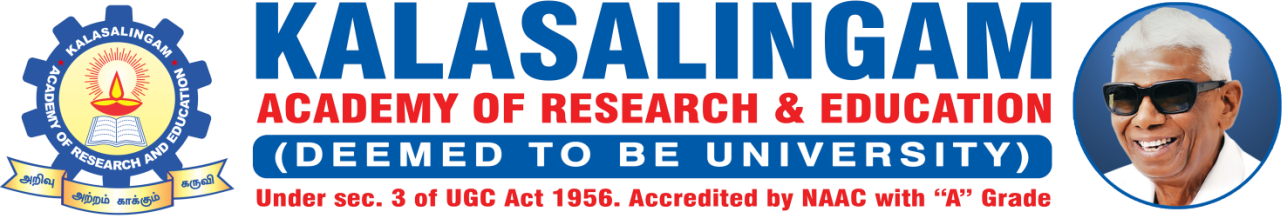 KALASALINGAM
ACADEMY OF RESEARCH AND EDUCATION
அறிவு
அற்றம் காக்கும்
கருவி
KALASALINGAM
ACADEMY OF RESEARCH & EDUCATION
(DEEMED TO BE UNIVERSITY)
Under sec. 3 of UGC Act 1956. Accredited by NAAC with “A” Grade